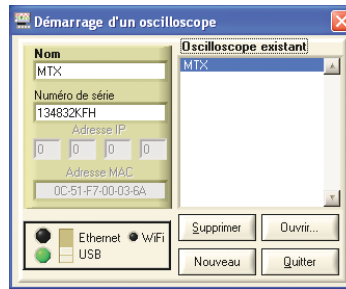 Démarrage d'un oscilloscope
Nom
MTX
Numéro de série
134832KFH
Adresse IP
0 0 0 0
Adresse MAC
0C-51-F7-00-03-6A
Ethernet WiFi
USB
Oscilloscope existant
MTX
Supprimer Ouvrir...
Nouveau Quitter